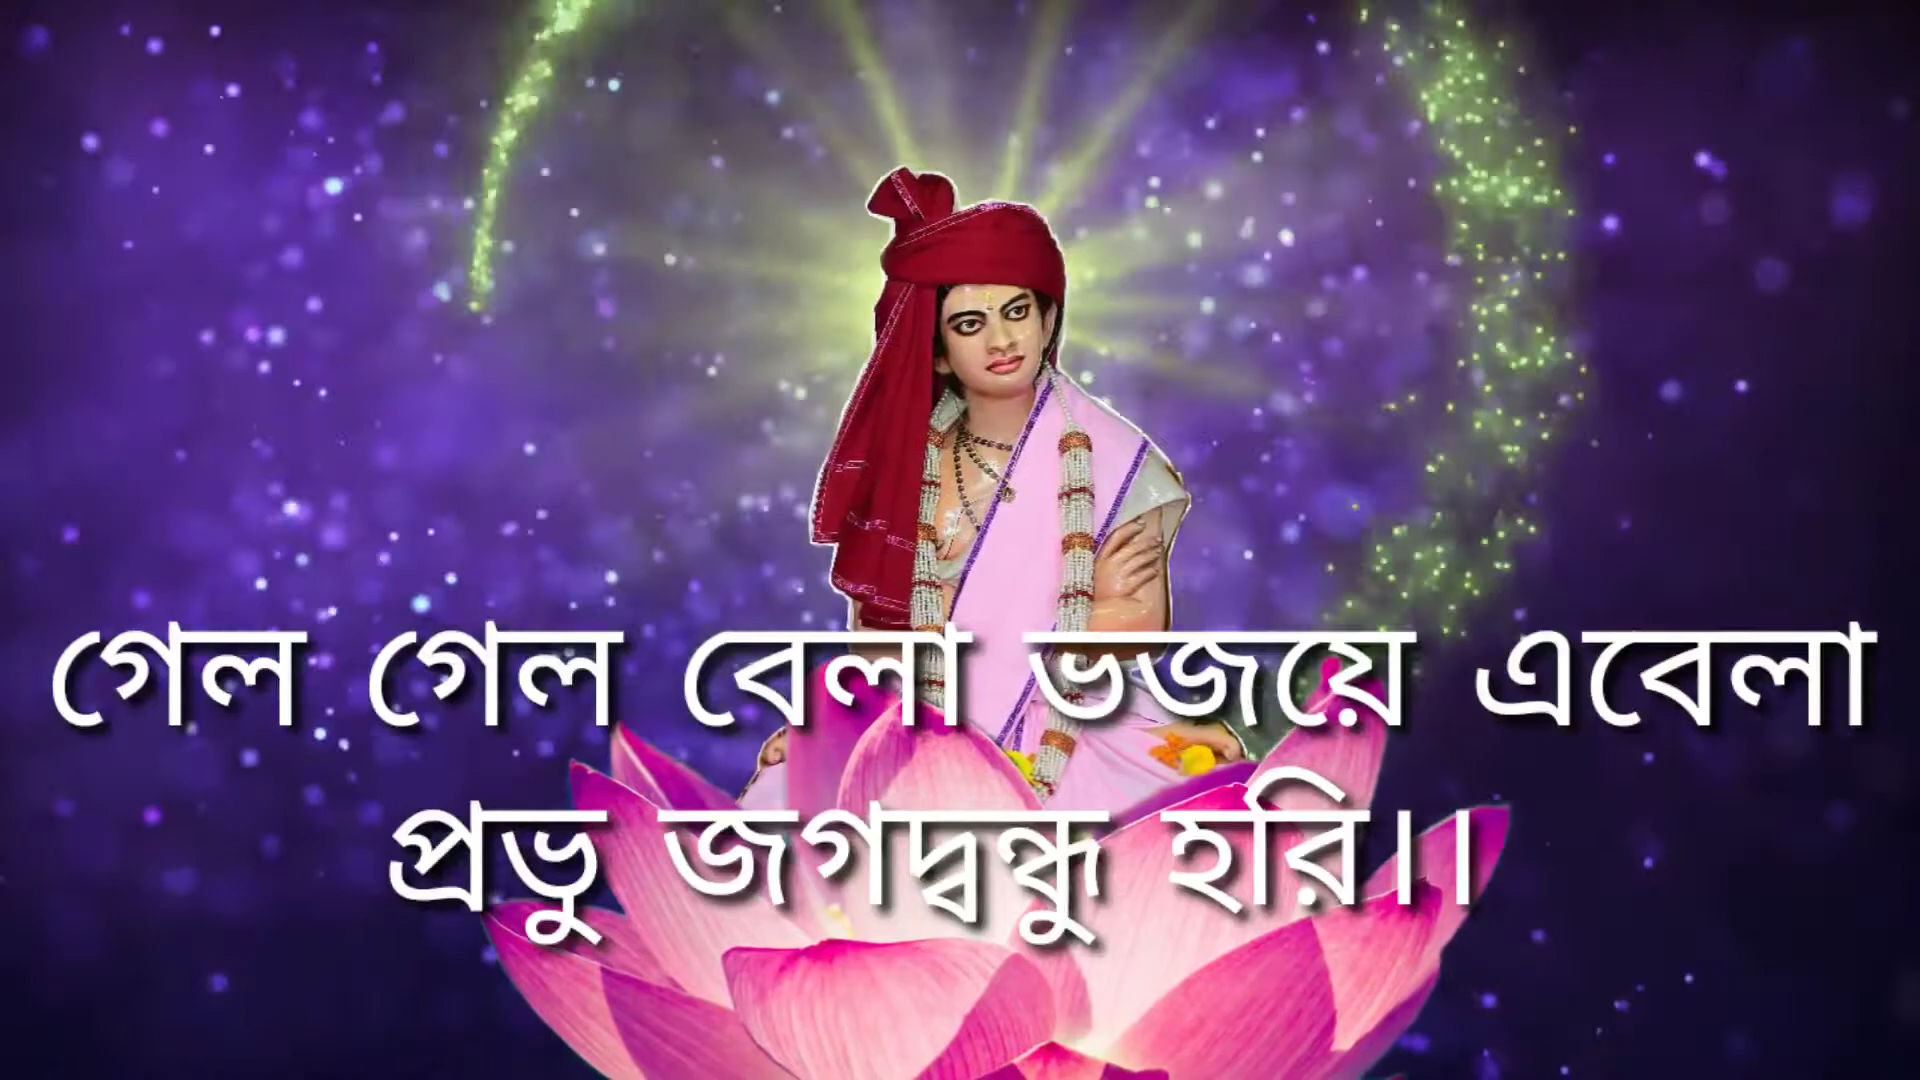 গেল গেল বেলা ভজয়ে এবেলা
প্রভু জগদ্বন্ধু হরি।।